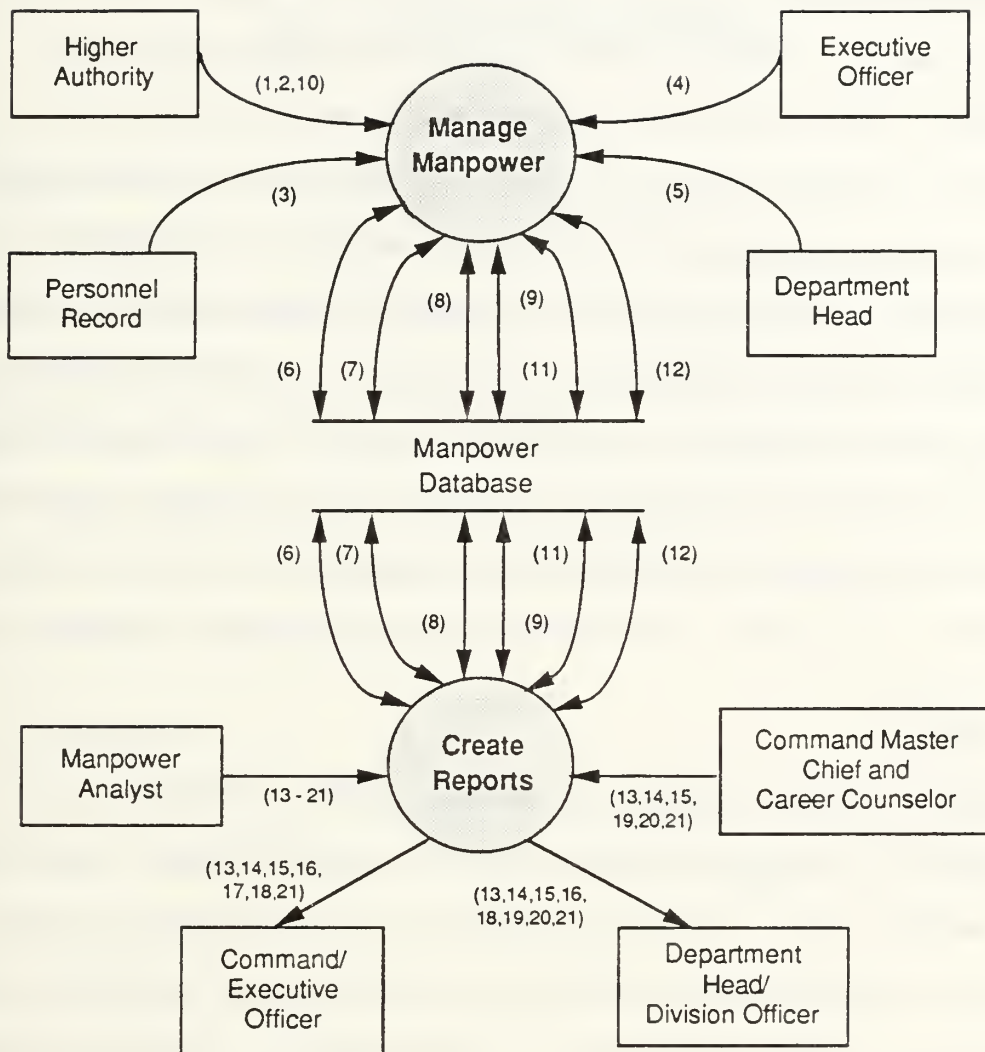 Higher
Authority
Executive
Officer
(1,2,10)
(4)
Manage
Manpower
(3)
(5)
Personnel
Record
Department
Head
(8)
(9)
(6)
(7)
(11)
(12)
Manpower
Database
(6)
(7)
(11)
(12)
(8)
(9)
Manpower
Analyst
(13 - 21)
Create
Reports
Command Master
Chief and
Career Counselor
(13,14,15,
19,20,21)
(13,14,15,16,
17,18,21)
(13,14,15,16,
18,19,20,21)
Command/
Executive
Officer
Department
Head/
Division Officer